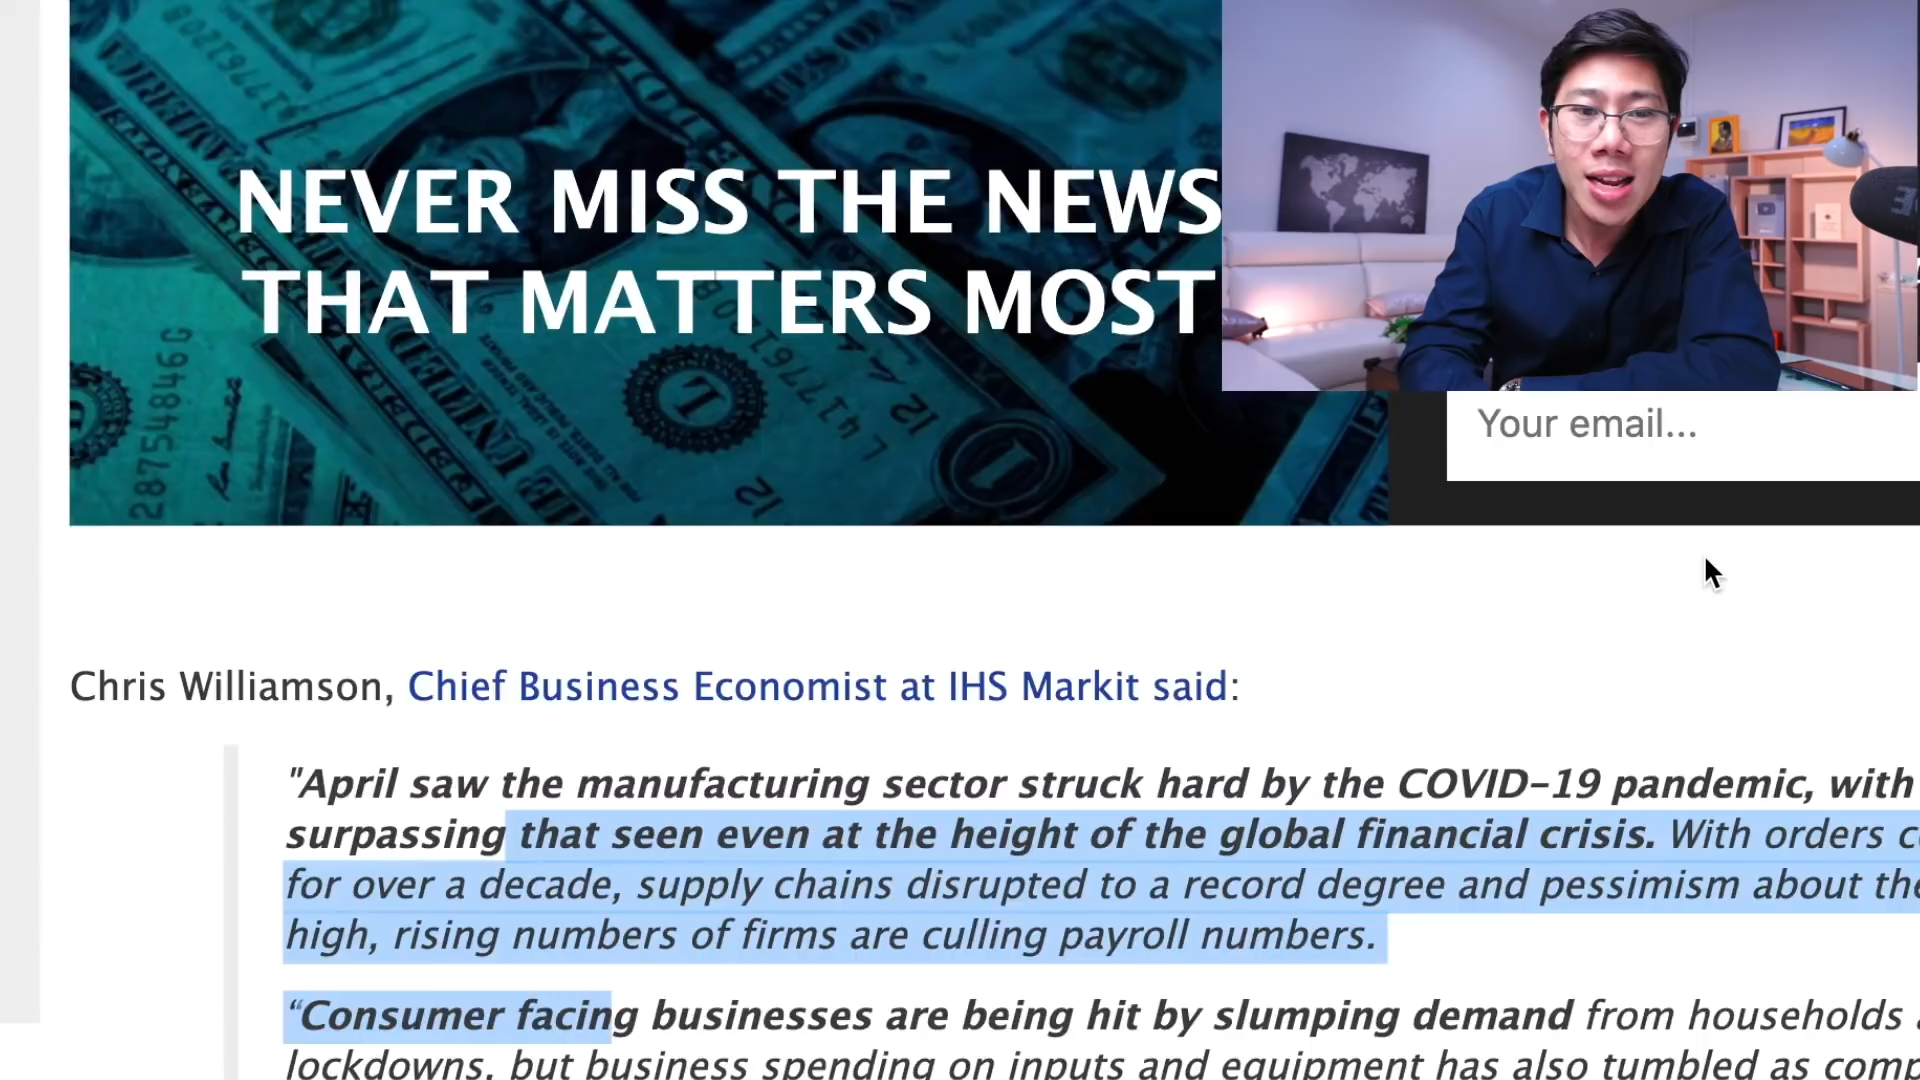 NEVER MISS THE NEWS
THAT MATTERS MOST
Your email...
Chris Williamson, Chief Business Economist at IHS Markit said:
"April saw the manufacturing sector struck hard by the COVID-19 pandemic, with
surpassing that seen even at the height of the global financial crisis. With orders
for over a decade, supply chains disrupted to a record degree and pessimism about
high, rising numbers of firms are culling payroll numbers.
“Consumer facing businesses are being hit by slumping demand from households
lockdowns, but business spending on inputs and equipment has also tumbled as